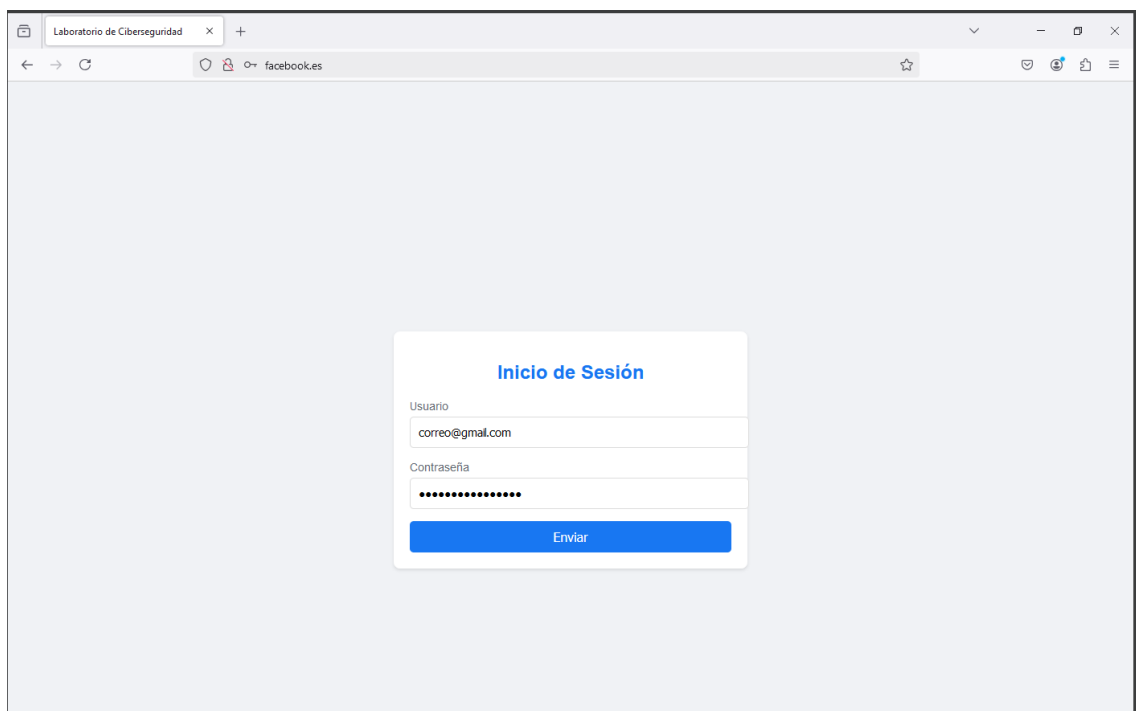 Laboratorio de Ciberseguridad
facebook.es
Inicio de Sesión
Usuario
correo@gmail.com
Contraseña
••••••••••••••••
Enviar